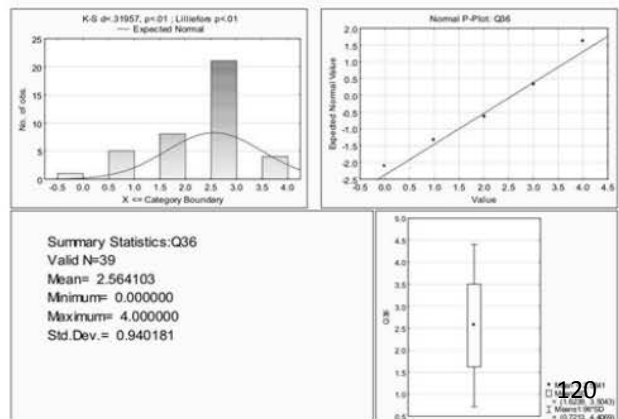 K-S d=.31957, p<.01 ; Lilliefors p<.01
Expected Normal
25
20
15
10
5
0
No. of obs.
-0.5 0.0 0.5 1.0 1.5 2.0 2.5 3.0 3.5 4.0
X <= Category Boundary
Normal P-Plot: Q36
2.0
1.5
1.0
0.5
0.0
-0.5
-1.0
-1.5
-2.0
-2.5
Expected Normal Value
-0.5 0.0 0.5 1.0 1.5 2.0 2.5 3.0 3.5 4.0 4.5
Value
Summary Statistics:Q36
Valid N=39
Mean= 2.564103
Minimum= 0.000000
Maximum= 4.000000
Std.Dev.= 0.940181
5.0
4.5
4.0
3.5
3.0
2.5
2.0
1.5
1.0
0.5
Q36
120